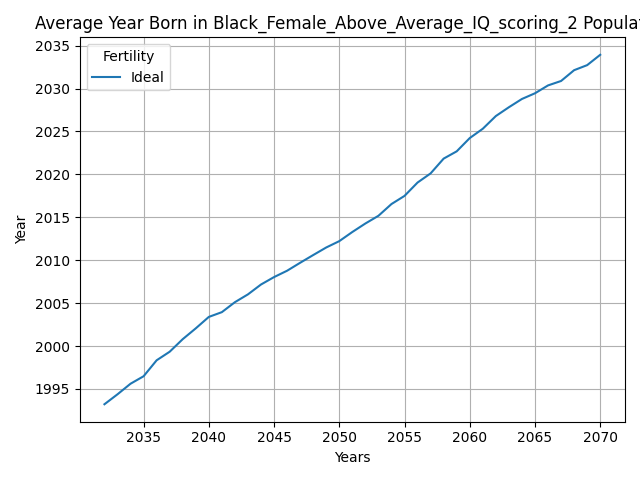 Average Year Born in Black_Female_Above_Average_IQ_scoring_2 Populat
Fertility
Ideal
2035
2030
2025
2020
2015
2010
2005
2000
1995
Year
2035 2040 2045 2050 2055 2060 2065 2070
Years